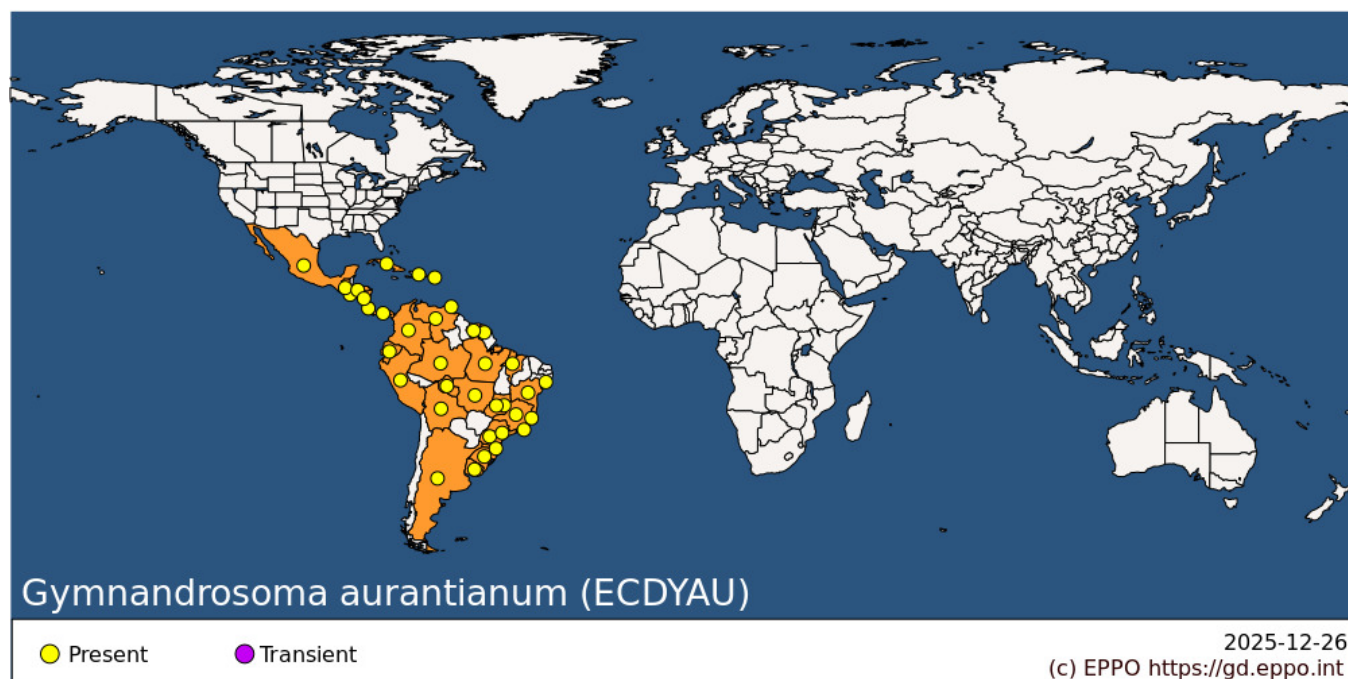 Gymnandrosoma aurantianum (ECDYAU)
Present
Transient
2025-12-26
(c) EPPO https://gd.eppo.int